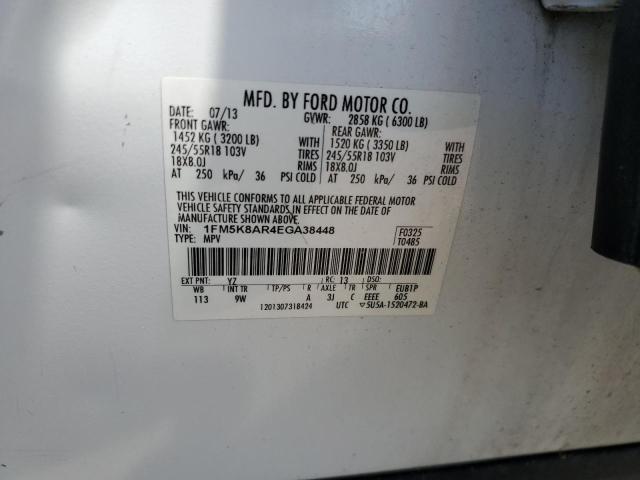 MFD. BY FORD MOTOR CO.
DATE: 07/13 GVWR: 2858 KG ( 6300 LB)
FRONT GAWR: REAR GAWR:
1452 KG ( 3200 LB) WITH 1520 KG ( 3350 LB) WITH
245/55R18 103V TIRES 245/55R18 103V TIRES
18X8.0J RIMS 18X8.0J RIMS
AT 250 kPa/ 36 PSI COLD AT 250 kPa/ 36 PSI COLD
THIS VEHICLE CONFORMS TO ALL APPLICABLE FEDERAL MOTOR
VEHICLE SAFETY STANDARDS IN EFFECT ON THE DATE OF
MANUFACTURE SHOWN ABOVE.
VIN: 1FM5K8AR4EGA38448 F0325
TYPE: MPV T0485
EXT PNT: YZ RC: 13 DSO:
WB INT TR TP/PS R AXLE TR SPR EUB1P
113 9W A 3J C EEEE 605
1201307318424 UTC ▽5U5A-1520472-BA